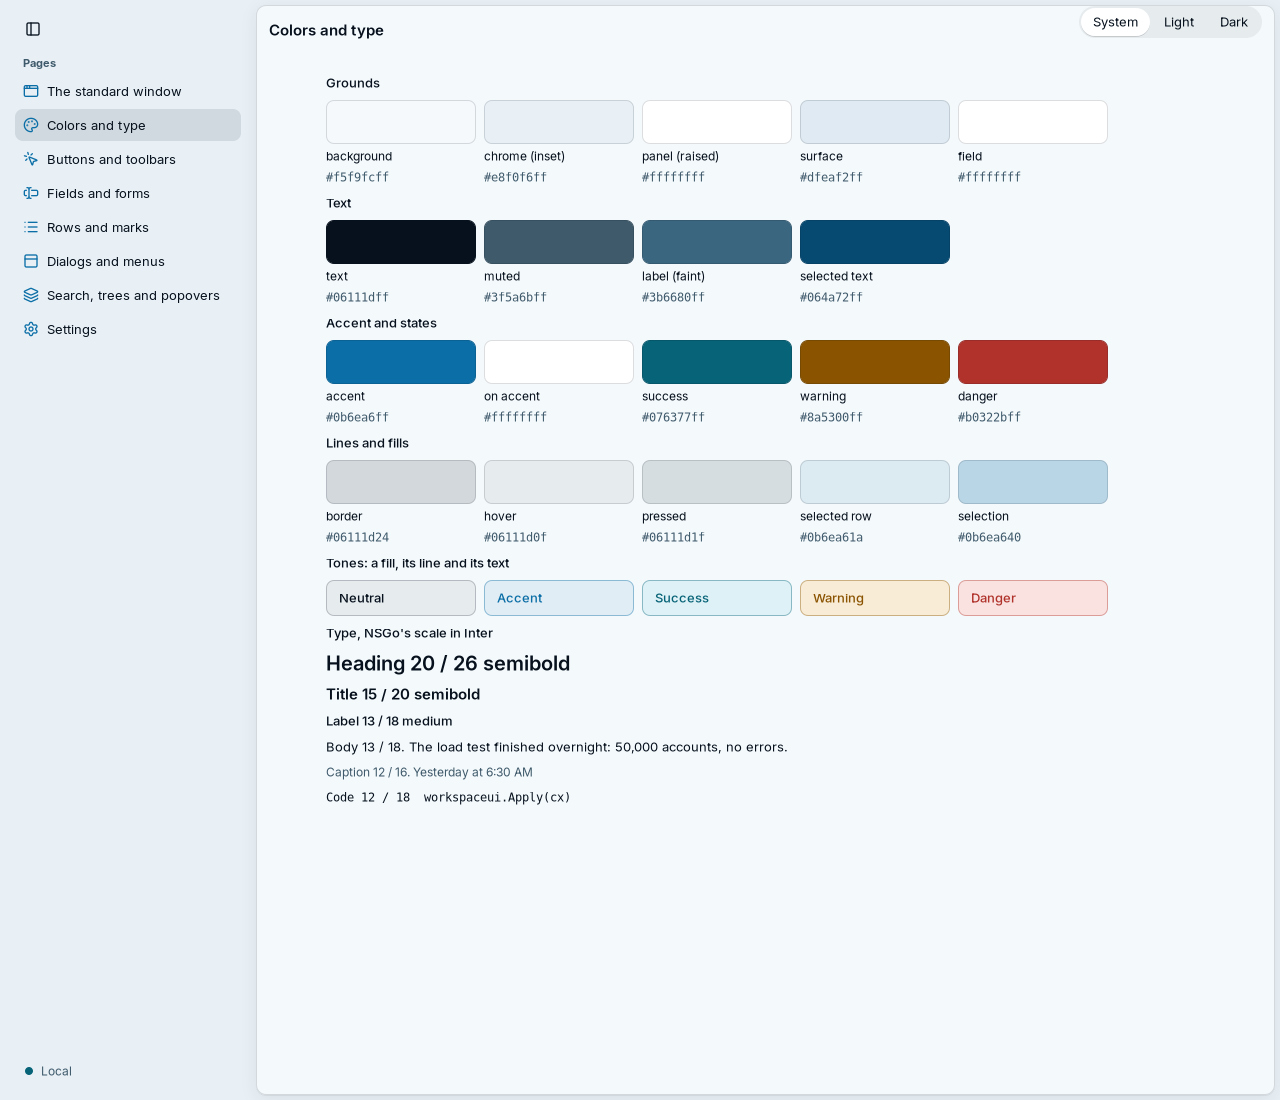 Pages
The standard window
Colors and type
Buttons and toolbars
Fields and forms
Rows and marks
Dialogs and menus
Search, trees and popovers
Settings
Local
Colors and type
System Light Dark
Grounds
background chrome (inset) panel (raised) surface field
#f5f9fcff #e8f0f6ff #ffffffff #dfeaf2ff #ffffffff
Text
text muted label (faint) selected text
#06111dff #3f5a6bff #3b6680ff #064a72ff
Accent and states
accent on accent success warning danger
#0b6ea6ff #ffffffff #076377ff #8a5300ff #b0322bff
Lines and fills
border hover pressed selected row selection
#06111d24 #06111d0f #06111d1f #0b6ea61a #0b6ea640
Tones: a fill, its line and its text
Neutral Accent Success Warning Danger
Type, NSGo's scale in Inter
Heading 20 / 26 semibold
Title 15 / 20 semibold
Label 13 / 18 medium
Body 13 / 18. The load test finished overnight: 50,000 accounts, no errors.
Caption 12 / 16. Yesterday at 6:30 AM
Code 12 / 18  workspaceui.Apply(cx)